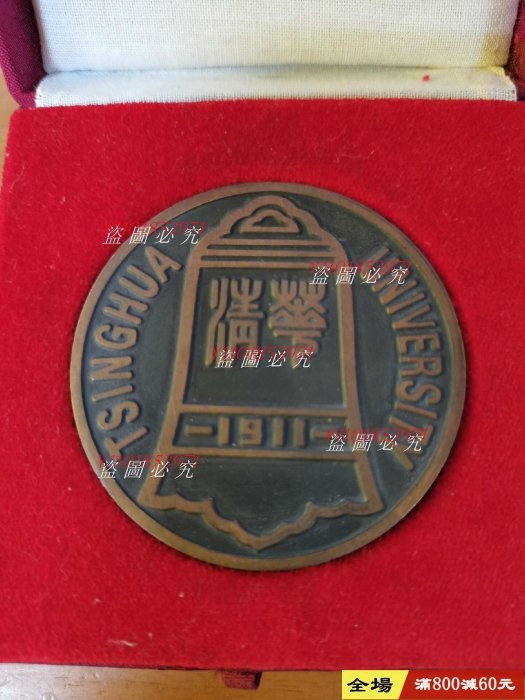 TSINGHUA
UNIVERSITY
清華
-1911-
盜圖必究
盜圖必究
盜圖必究
盜圖必究
盜圖必究
全場
滿800減60元